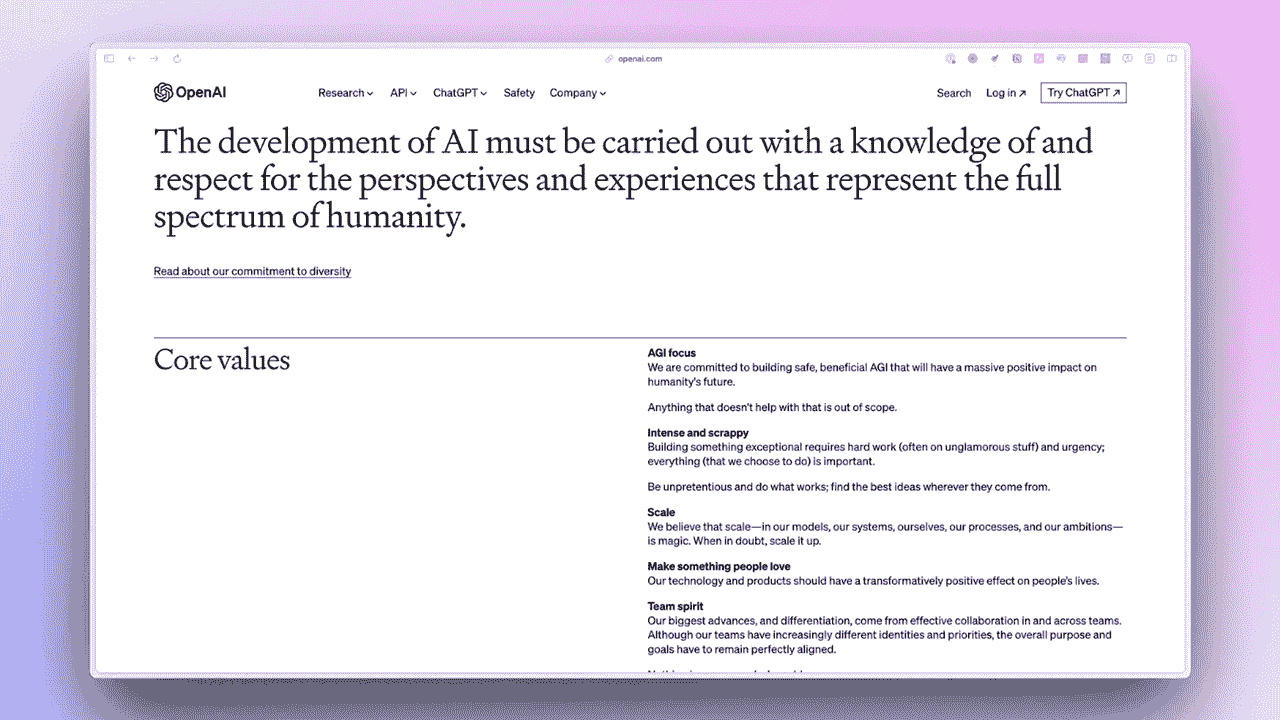 openai.com
OpenAI
Research
API
ChatGPT
Safety
Company
Search
Log in ↗
Try ChatGPT ↗
The development of AI must be carried out with a knowledge of and
respect for the perspectives and experiences that represent the full
spectrum of humanity.
Read about our commitment to diversity
Core values
AGI focus
We are committed to building safe, beneficial AGI that will have a massive positive impact on
humanity's future.
Anything that doesn't help with that is out of scope.
Intense and scrappy
Building something exceptional requires hard work (often on unglamorous stuff) and urgency;
everything (that we choose to do) is important.
Be unpretentious and do what works; find the best ideas wherever they come from.
Scale
We believe that scale—in our models, our systems, ourselves, our processes, and our ambitions—
is magic. When in doubt, scale it up.
Make something people love
Our technology and products should have a transformatively positive effect on people's lives.
Team spirit
Our biggest advances, and differentiation, come from effective collaboration in and across teams.
Although our teams have increasingly different identities and priorities, the overall purpose and
goals have to remain perfectly aligned.